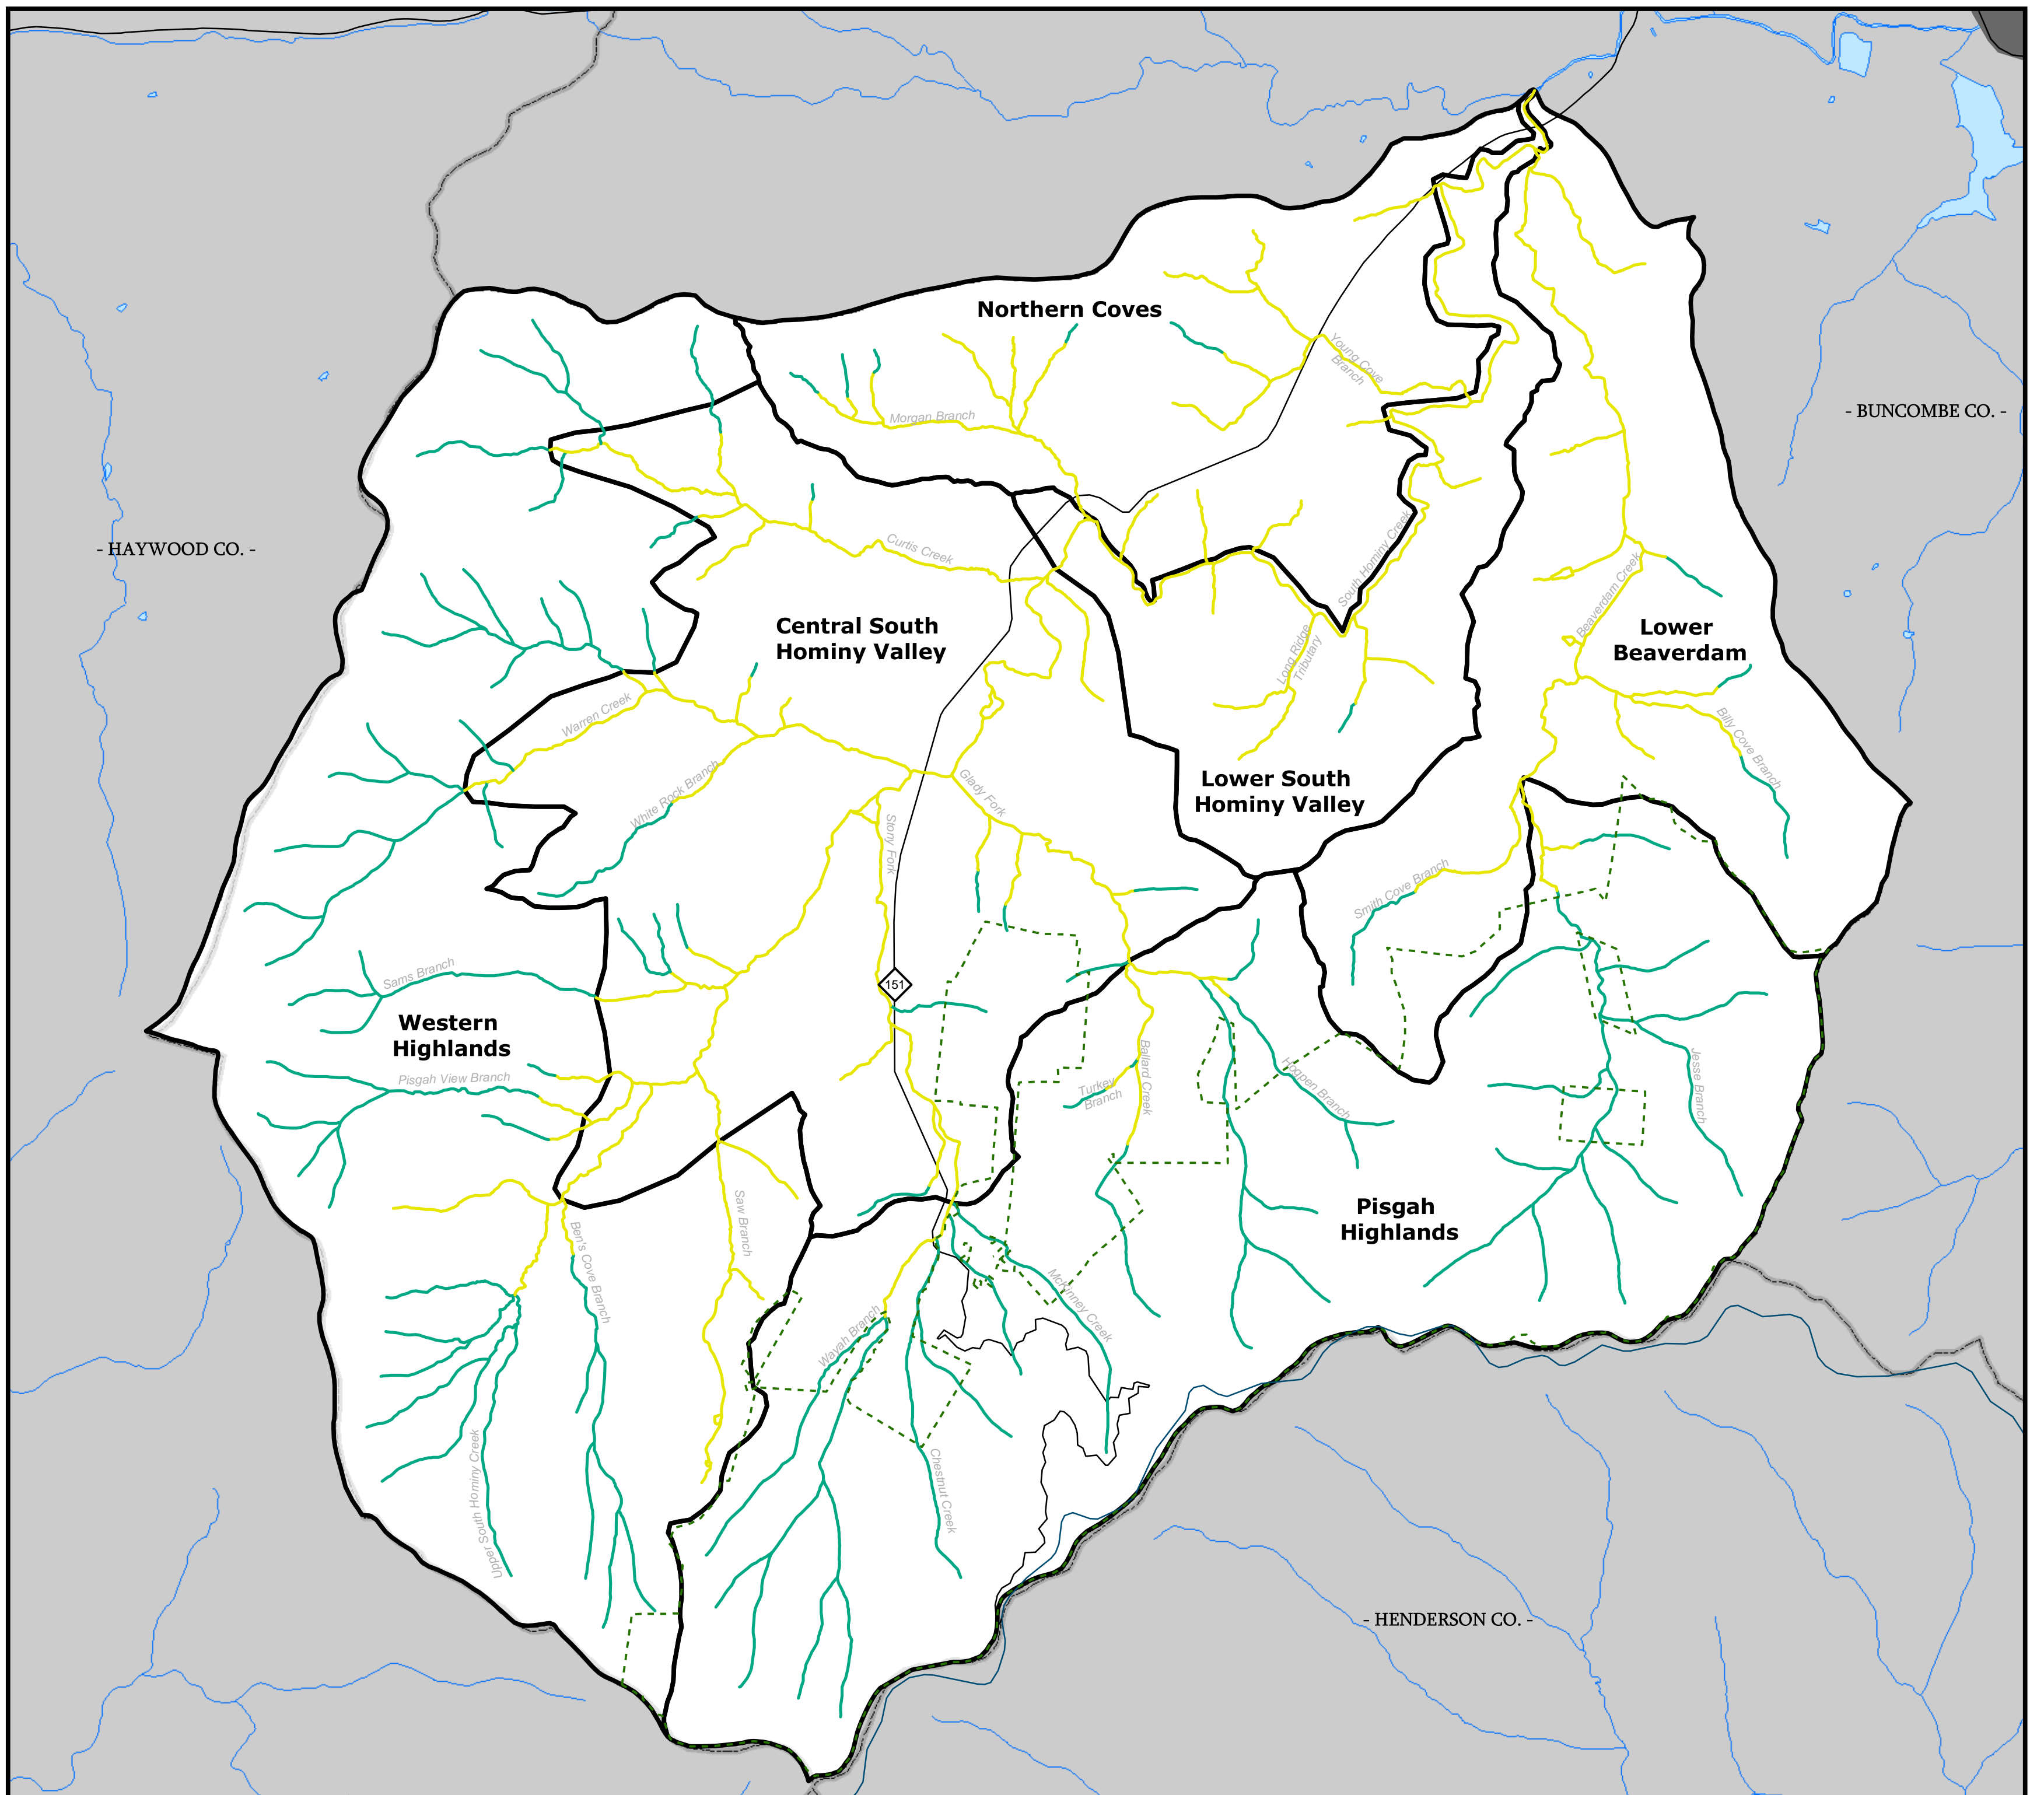 Northern Coves
Young Cove
Branch
- BUNCOMBE CO. -
Morgan Branch
- HAYWOOD CO. -
Curtis Creek
South Hominy Creek
Beaverdam Creek
Central South
Hominy Valley
Lower
Beaverdam
Long Ridge
Tributary
Warren Creek
Billy Cove Branch
White Rock Branch
Glady Fork
Lower South
Hominy Valley
Stony Fork
Smith Cove Branch
Sams Branch
151
Western
Highlands
Pisgah View Branch
Turkey
Branch
Ballard Creek
Hogpen Branch
Jesse Branch
Pisgah
Highlands
Saw Branch
Ben's Cove Branch
McKinney Creek
Wayah Branch
Chestnut Creek
Upper South Hominy Creek
- HENDERSON CO. -